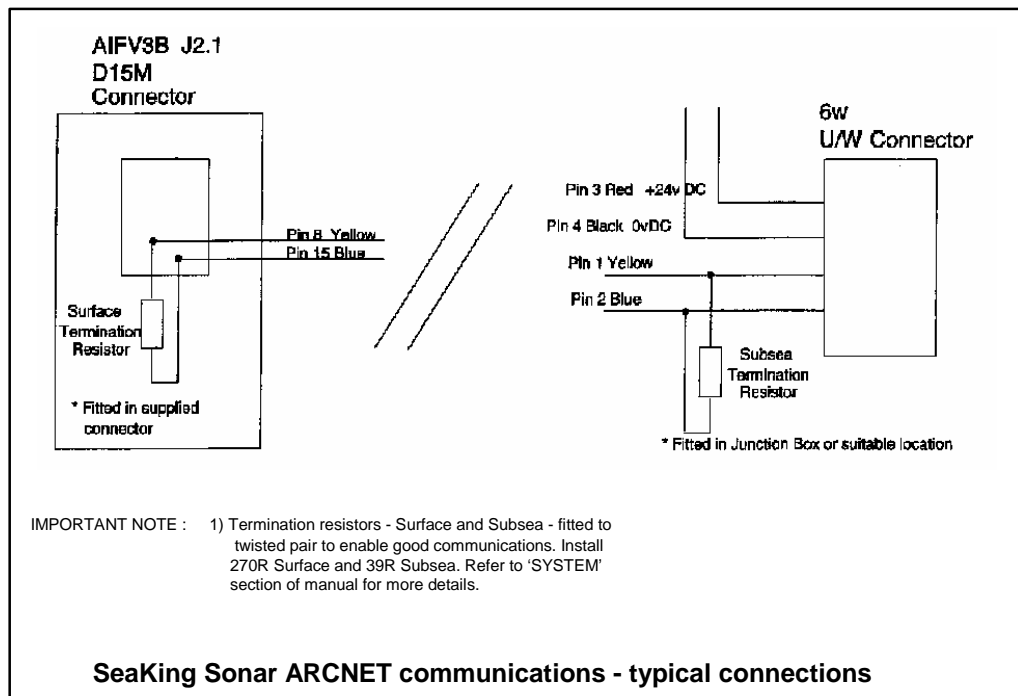 AIFV3B J2.1
D15M
Connector
6w
U/W Connector
Pin 3 Red +24v DC
Pin 4 Black 0vDC
Pin 8 Yellow
Pin 15 Blue
Pin 1 Yellow
Pin 2 Blue
Surface
Termination
Resistor
* Fitted in supplied
connector
Subsea
Termination
Resistor
* Fitted in Junction Box or suitable location
IMPORTANT NOTE : 1) Termination resistors - Surface and Subsea - fitted to
twisted pair to enable good communications. Install
270R Surface and 39R Subsea. Refer to ‘SYSTEM’
section of manual for more details.
SeaKing Sonar ARCNET communications - typical connections